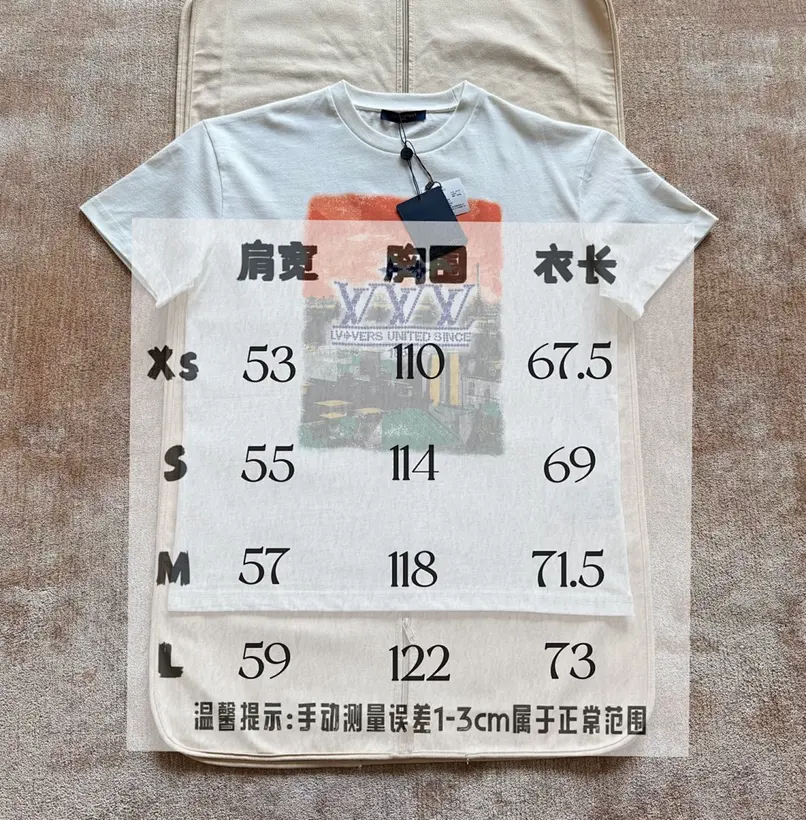 肩宽 胸围 衣长
VVV
LV+VERS UNITED SINCE
Xs 53 110 67.5
S 55 114 69
M 57 118 71.5
L 59 122 73
温馨提示:手动测量误差1-3cm属于正常范围